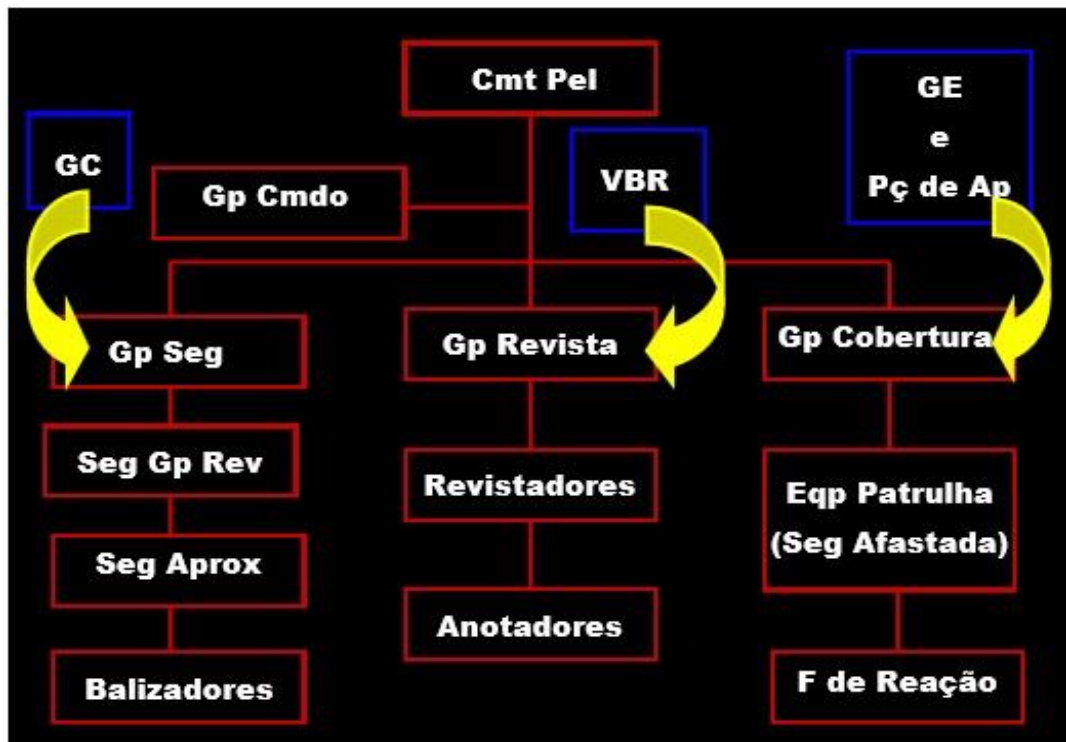 Cmt Pel
GE
e
Pç de Ap
GC
VBR
Gp Cmdo
Gp Seg
Gp Revista
Gp Cobertura
Seg Gp Rev
Revistadores
Eqp Patrulha
(Seg Afastada)
Seg Aprox
Anotadores
Balizadores
F de Reação